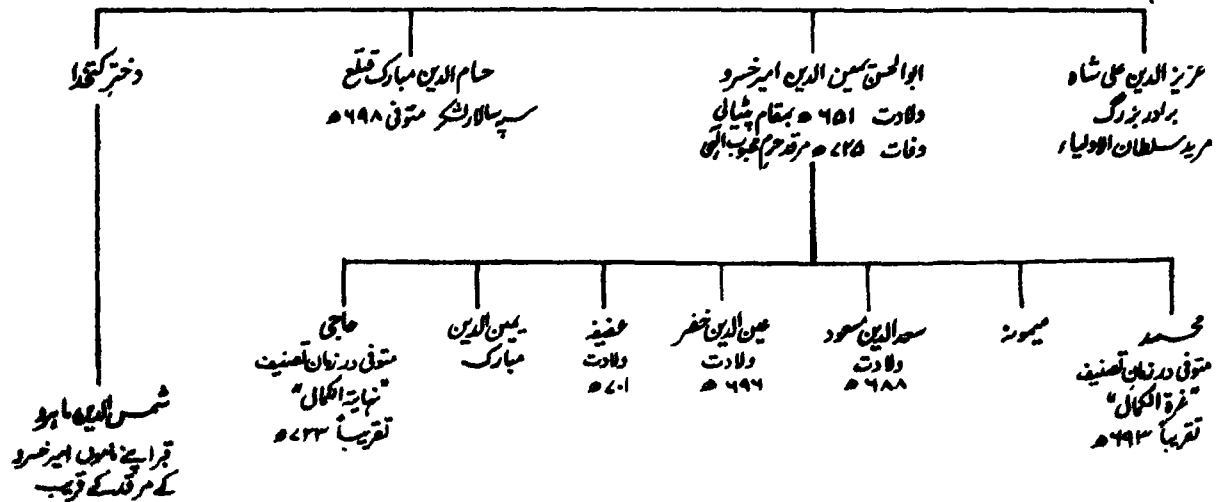 عزیز الدین علی شاہ
برادر بزرگ
مرید سلطان الاولیاء
ابوالحسن یمین الدین امیر خسرو
ولادت ۶۵۱ھ بمقام پٹیالی
وفات ۷۲۵ھ مرقد حرم محبوب الٰہی
حسام الدین مبارک قتلغ
سپہ سالار لشکر متوفی ۶۹۸ھ
دختر کتخدا
محمد
متوفی در زمان تصنیف
"غرۃ الکمال"
تقریباً ۶۹۳ھ
میمونہ
سعد الدین مسعود
ولادت
۶۸۸ھ
عین الدین خضر
ولادت
۶۹۶ھ
عفیفہ
ولادت
۷۰۱ھ
یمین الدین
مبارک
حاجی
متوفی در زمان تصنیف
"نہایۃ الکمال"
تقریباً ۷۲۳ھ
شمس الدین ماہرو
قبر اپنے ماموں امیر خسرو
کے مرقد کے قریب